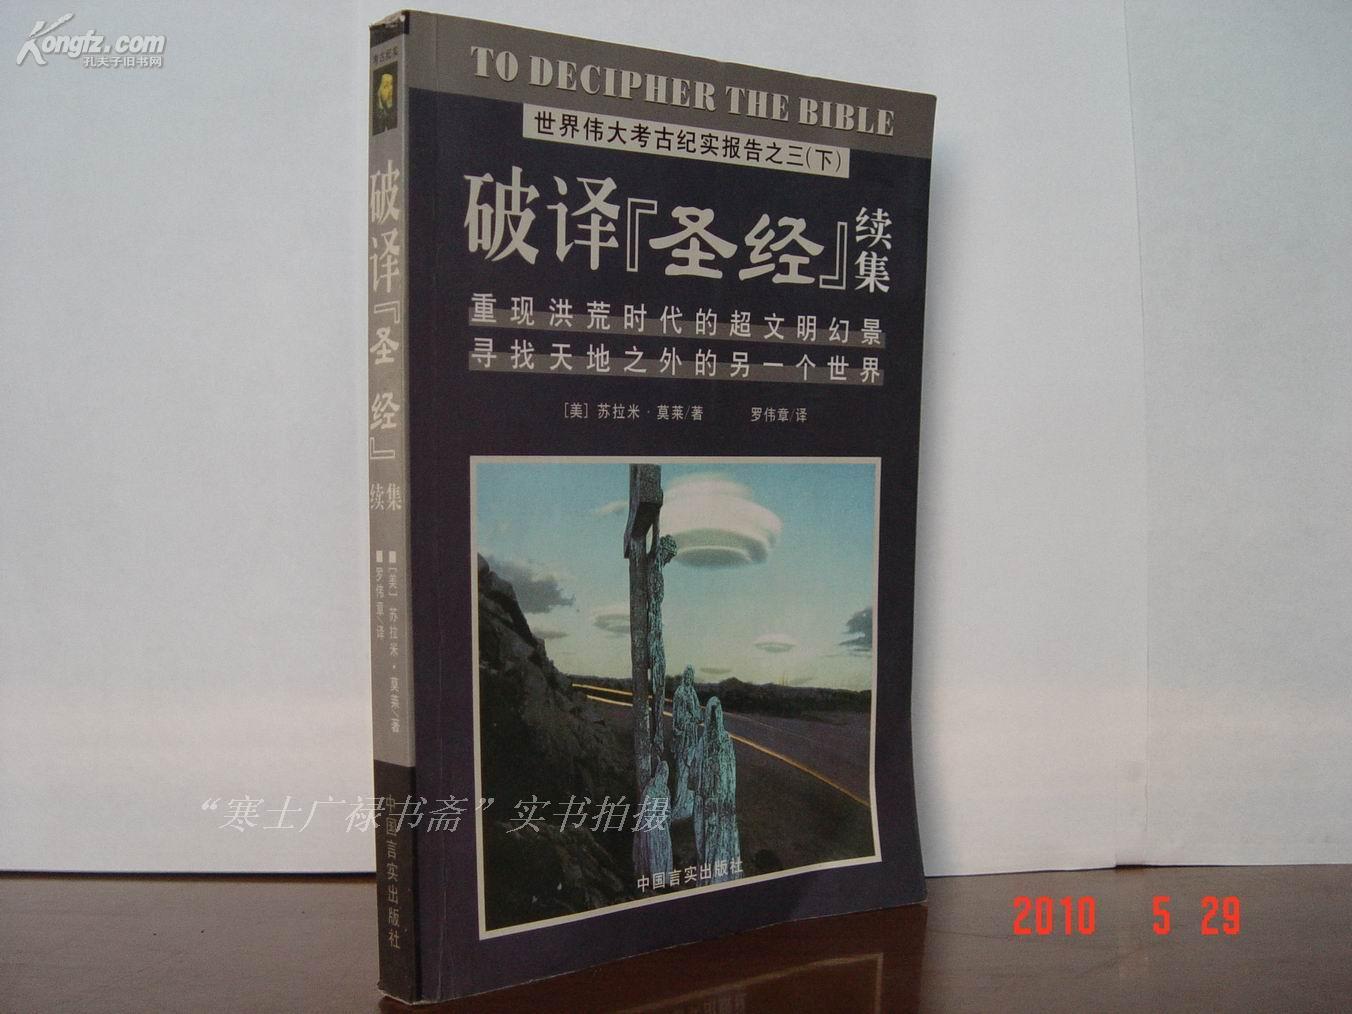 Kongfz.com
孔夫子旧书网
TO DECIPHER THE BIBLE
世界伟大考古纪实报告之三(下)
破译『圣经』续集
重现洪荒时代的超文明幻景
寻找天地之外的另一个世界
[美] 苏拉米·莫莱/著 罗伟章/译
中国言实出版社
考古纪实
破译『圣经』
续集
■[美] 苏拉米·莫莱/著
■罗伟章/译
中国言实出版社
“寒士广禄书斋”实书拍摄
2010 5 29